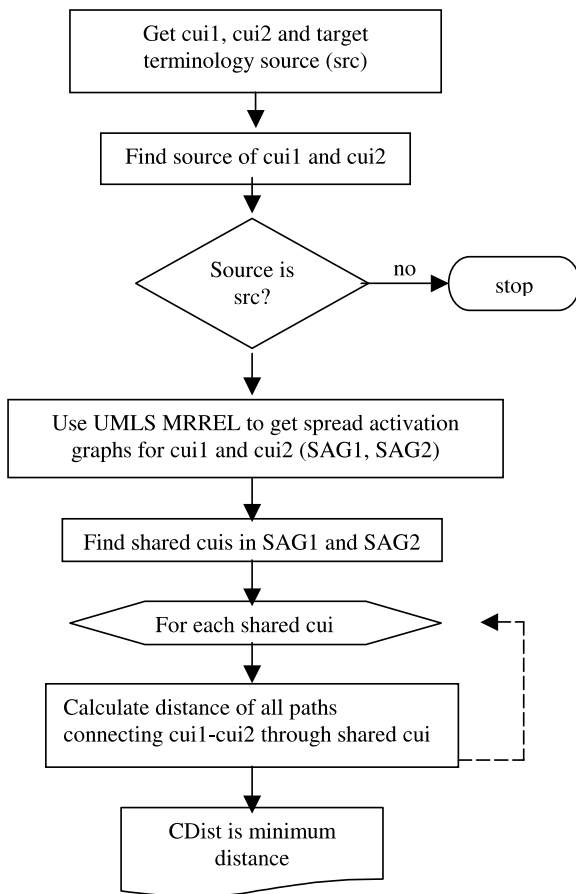 Get cui1, cui2 and target
terminology source (src)
Find source of cui1 and cui2
Source is
src?
no
stop
Use UMLS MRREL to get spread activation
graphs for cui1 and cui2 (SAG1, SAG2)
Find shared cuis in SAG1 and SAG2
For each shared cui
Calculate distance of all paths
connecting cui1-cui2 through shared cui
CDist is minimum
distance